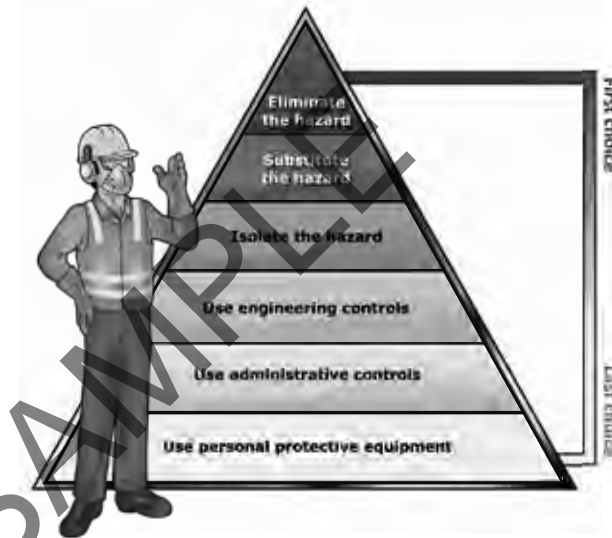 Eliminate
the hazard
Substitute
the hazard
Isolate the hazard
Use engineering controls
Use administrative controls
Use personal protective equipment
First choice
Last choice
SAMPLE